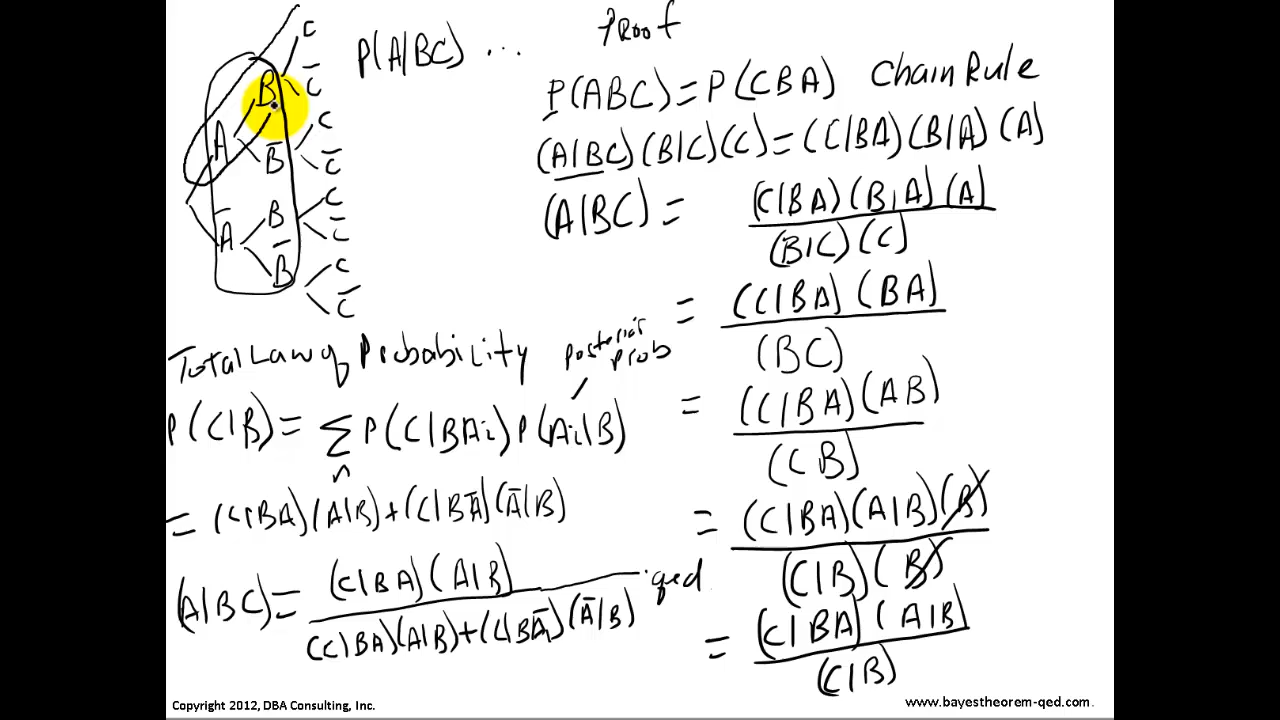 Proof
P(A|BC) ...
P(ABC) = P(CBA) Chain Rule
(A|BC)(B|C)(C) = (C|BA)(B|A)(A)
(A|BC) = (C|BA)(B|A)(A)
(B|C)(C)
= (C|BA)(BA)
(BC)
= (C|BA)(AB)
(CB)
= (C|BA)(A|B)(B)
(C|B)(B)
= (C|BA)(A|B)
(C|B)
C
B
C̅
A
C
B̅
C̅
C
B
C̅
A̅
C
B̅
C̅
Total Law of Probability
posterior
prob
P(C|B) = Σ P(C|BAi)P(Ai|B)
n
= (C|BA)(A|B)+(C|BA̅)(A̅|B)
(A|BC) = (C|BA)(A|B)
(C|BA)(A|B)+(C|BA̅)(A̅|B)
qed
Copyright 2012, DBA Consulting, Inc.
www.bayestheorem-qed.com.